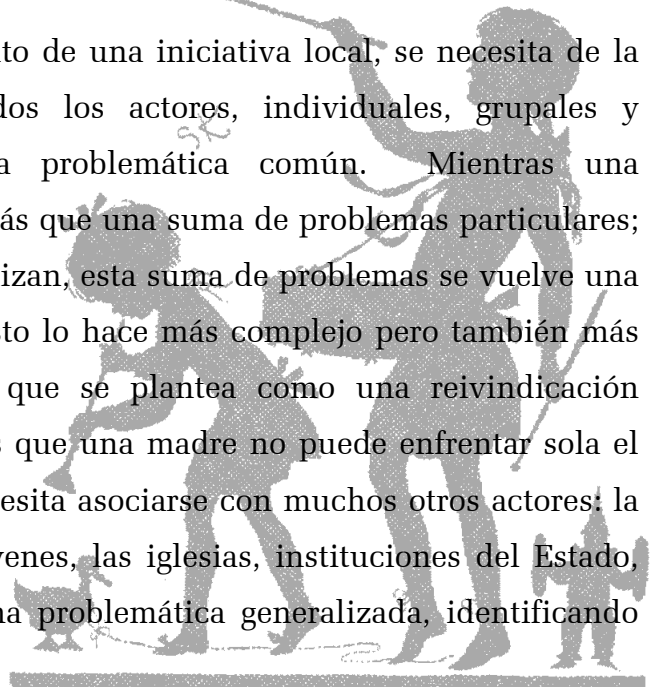 to de una iniciativa local, se necesita de la
dos los actores, individuales, grupales y
a problemática común. Mientras una
ás que una suma de problemas particulares;
izan, esta suma de problemas se vuelve una
sto lo hace más complejo pero también más
que se plantea como una reivindicación
s que una madre no puede enfrentar sola el
esita asociarse con muchos otros actores: la
venes, las iglesias, instituciones del Estado,
na problemática generalizada, identificando